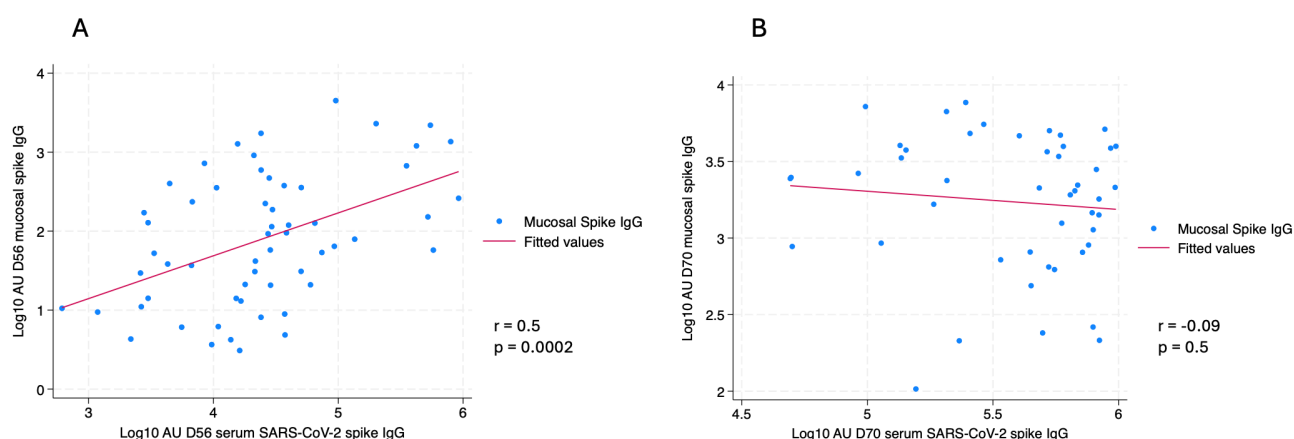 A
Log10 AU D56 mucosal spike IgG
4
3
2
1
0
3 4 5 6
Log10 AU D56 serum SARS-CoV-2 spike IgG
Mucosal Spike IgG
Fitted values
r = 0.5
p = 0.0002
B
Log10 AU D70 mucosal spike IgG
4
3.5
3
2.5
2
4.5 5 5.5 6
Log10 AU D70 serum SARS-CoV-2 spike IgG
Mucosal Spike IgG
Fitted values
r = -0.09
p = 0.5